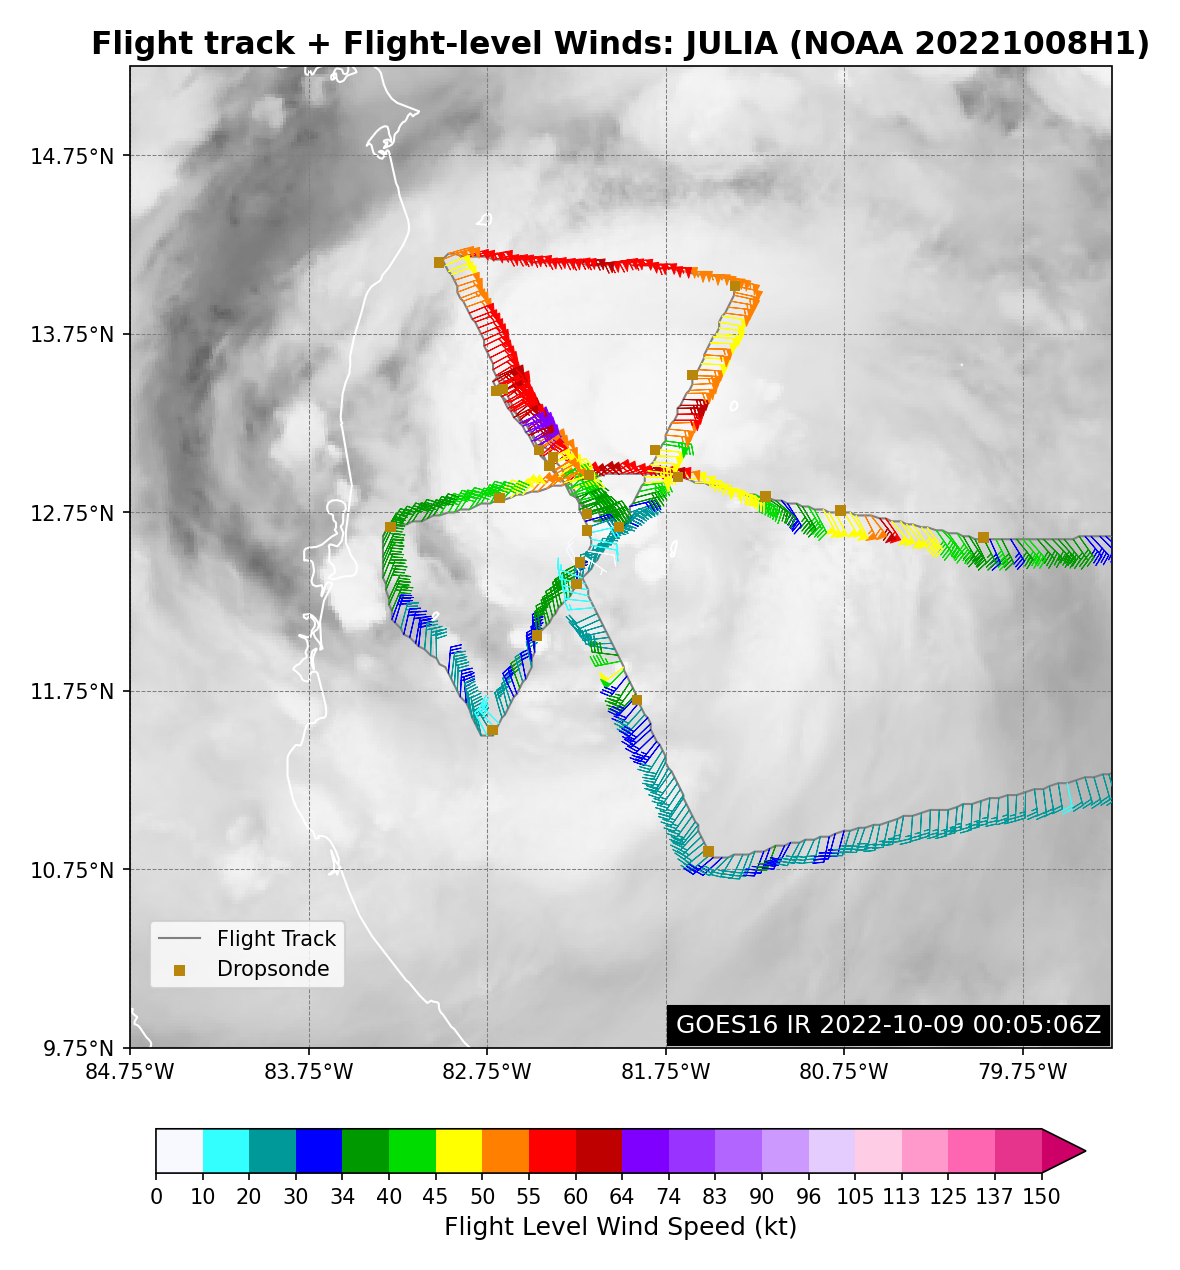 Flight track + Flight-level Winds: JULIA (NOAA 20221008H1)
14.75°N
13.75°N
12.75°N
11.75°N
10.75°N
9.75°N
Flight Track
Dropsonde
GOES16 IR 2022-10-09 00:05:06Z
84.75°W 83.75°W 82.75°W 81.75°W 80.75°W 79.75°W
0 10 20 30 34 40 45 50 55 60 64 74 83 90 96 105 113 125 137 150
Flight Level Wind Speed (kt)